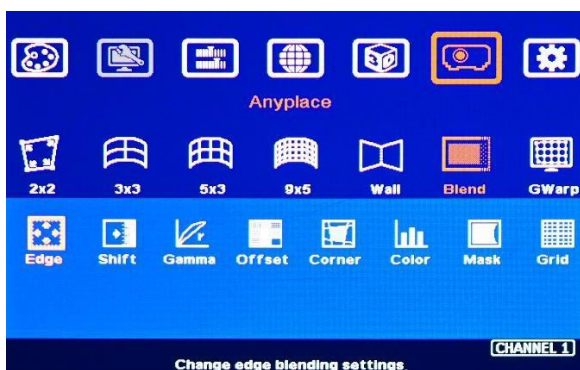 3D
Anyplace
2x2 3x3 5x3 9x5 Wall Blend GWarp
Edge Shift Gamma Offset Corner Color Mask Grid
CHANNEL 1
Change edge blending settings